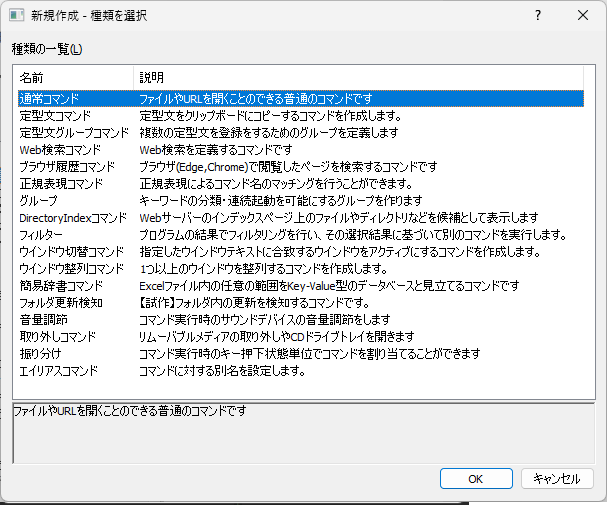 新規作成 - 種類を選択
?
種類の一覧(L)
名前 説明
通常コマンド ファイルやURLを開くことのできる普通のコマンドです
定型文コマンド 定型文をクリップボードにコピーするコマンドを作成します。
定型文グループコマンド 複数の定型文を登録をするためのグループを定義します
Web検索コマンド Web検索を定義するコマンドです
ブラウザ履歴コマンド ブラウザ(Edge,Chrome)で閲覧したページを検索するコマンドです
正規表現コマンド 正規表現によるコマンド名のマッチングを行うことができます。
グループ キーワードの分類・連続起動を可能にするグループを作ります
DirectoryIndexコマンド Webサーバーのインデックスページ上のファイルやディレクトリなどを候補として表示します
フィルター プログラムの結果でフィルタリングを行い、その選択結果に基づいて別のコマンドを実行します。
ウインドウ切替コマンド 指定したウインドウテキストに合致するウインドウをアクティブにするコマンドを作成します。
ウインドウ整列コマンド 1つ以上のウインドウを整列するコマンドを作成します。
簡易辞書コマンド Excelファイル内の任意の範囲をKey-Value型のデータベースと見立てるコマンドです
フォルダ更新検知 【試作】フォルダ内の更新を検知するコマンドです。
音量調節 コマンド実行時のサウンドデバイスの音量調節をします
取り外しコマンド リムーバブルメディアの取り外しやCDドライブトレイを開きます
振り分け コマンド実行時のキー押下状態単位でコマンドを割り当てることができます
エイリアスコマンド コマンドに対する別名を設定します。
ファイルやURLを開くことのできる普通のコマンドです
OK キャンセル